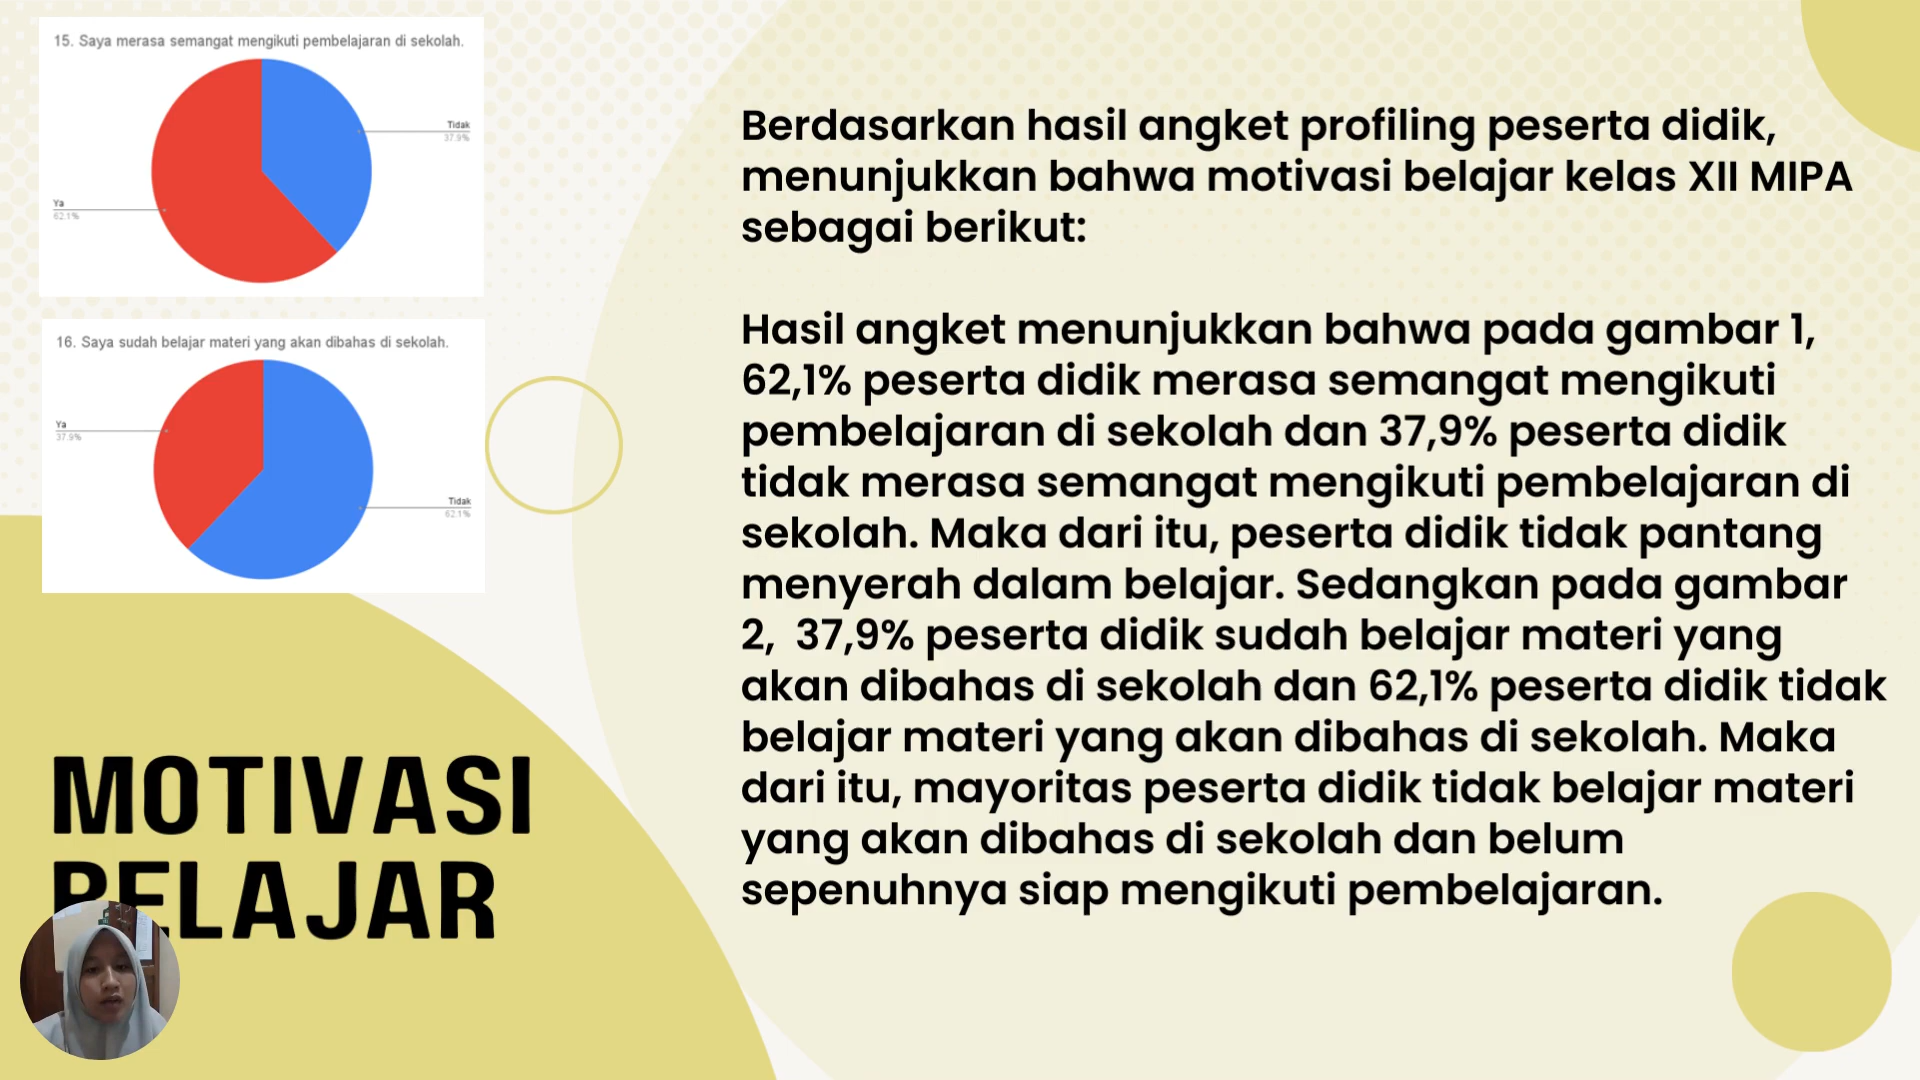 15. Saya merasa semangat mengikuti pembelajaran di sekolah.
Tidak
37.9%
Ya
62.1%
16. Saya sudah belajar materi yang akan dibahas di sekolah.
Ya
37.9%
Tidak
62.1%
MOTIVASI
BELAJAR
Berdasarkan hasil angket profiling peserta didik,
menunjukkan bahwa motivasi belajar kelas XII MIPA
sebagai berikut:
Hasil angket menunjukkan bahwa pada gambar 1,
62,1% peserta didik merasa semangat mengikuti
pembelajaran di sekolah dan 37,9% peserta didik
tidak merasa semangat mengikuti pembelajaran di
sekolah. Maka dari itu, peserta didik tidak pantang
menyerah dalam belajar. Sedangkan pada gambar
2, 37,9% peserta didik sudah belajar materi yang
akan dibahas di sekolah dan 62,1% peserta didik tidak
belajar materi yang akan dibahas di sekolah. Maka
dari itu, mayoritas peserta didik tidak belajar materi
yang akan dibahas di sekolah dan belum
sepenuhnya siap mengikuti pembelajaran.